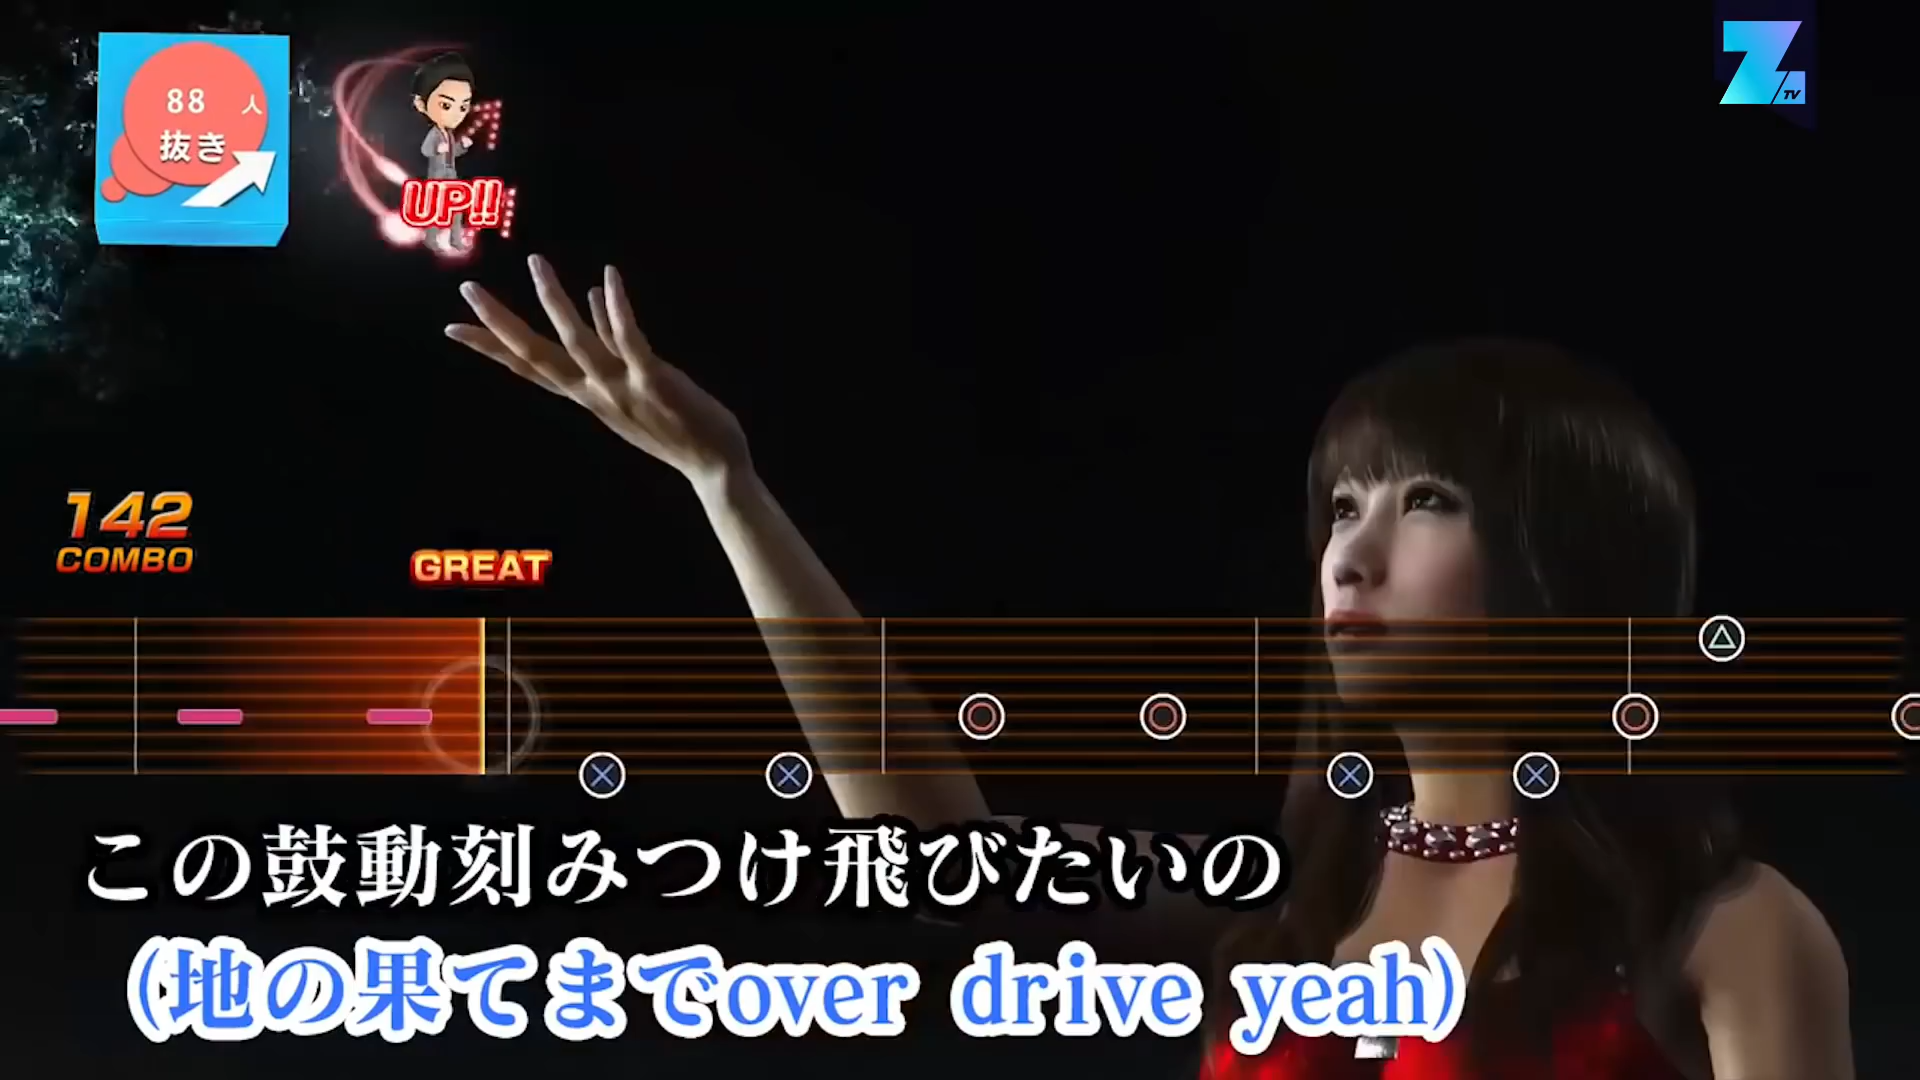 88 人
抜き
UP!!
Z TV
142
COMBO
GREAT
この鼓動刻みつけ飛びたいの
(地の果てまでover drive yeah)